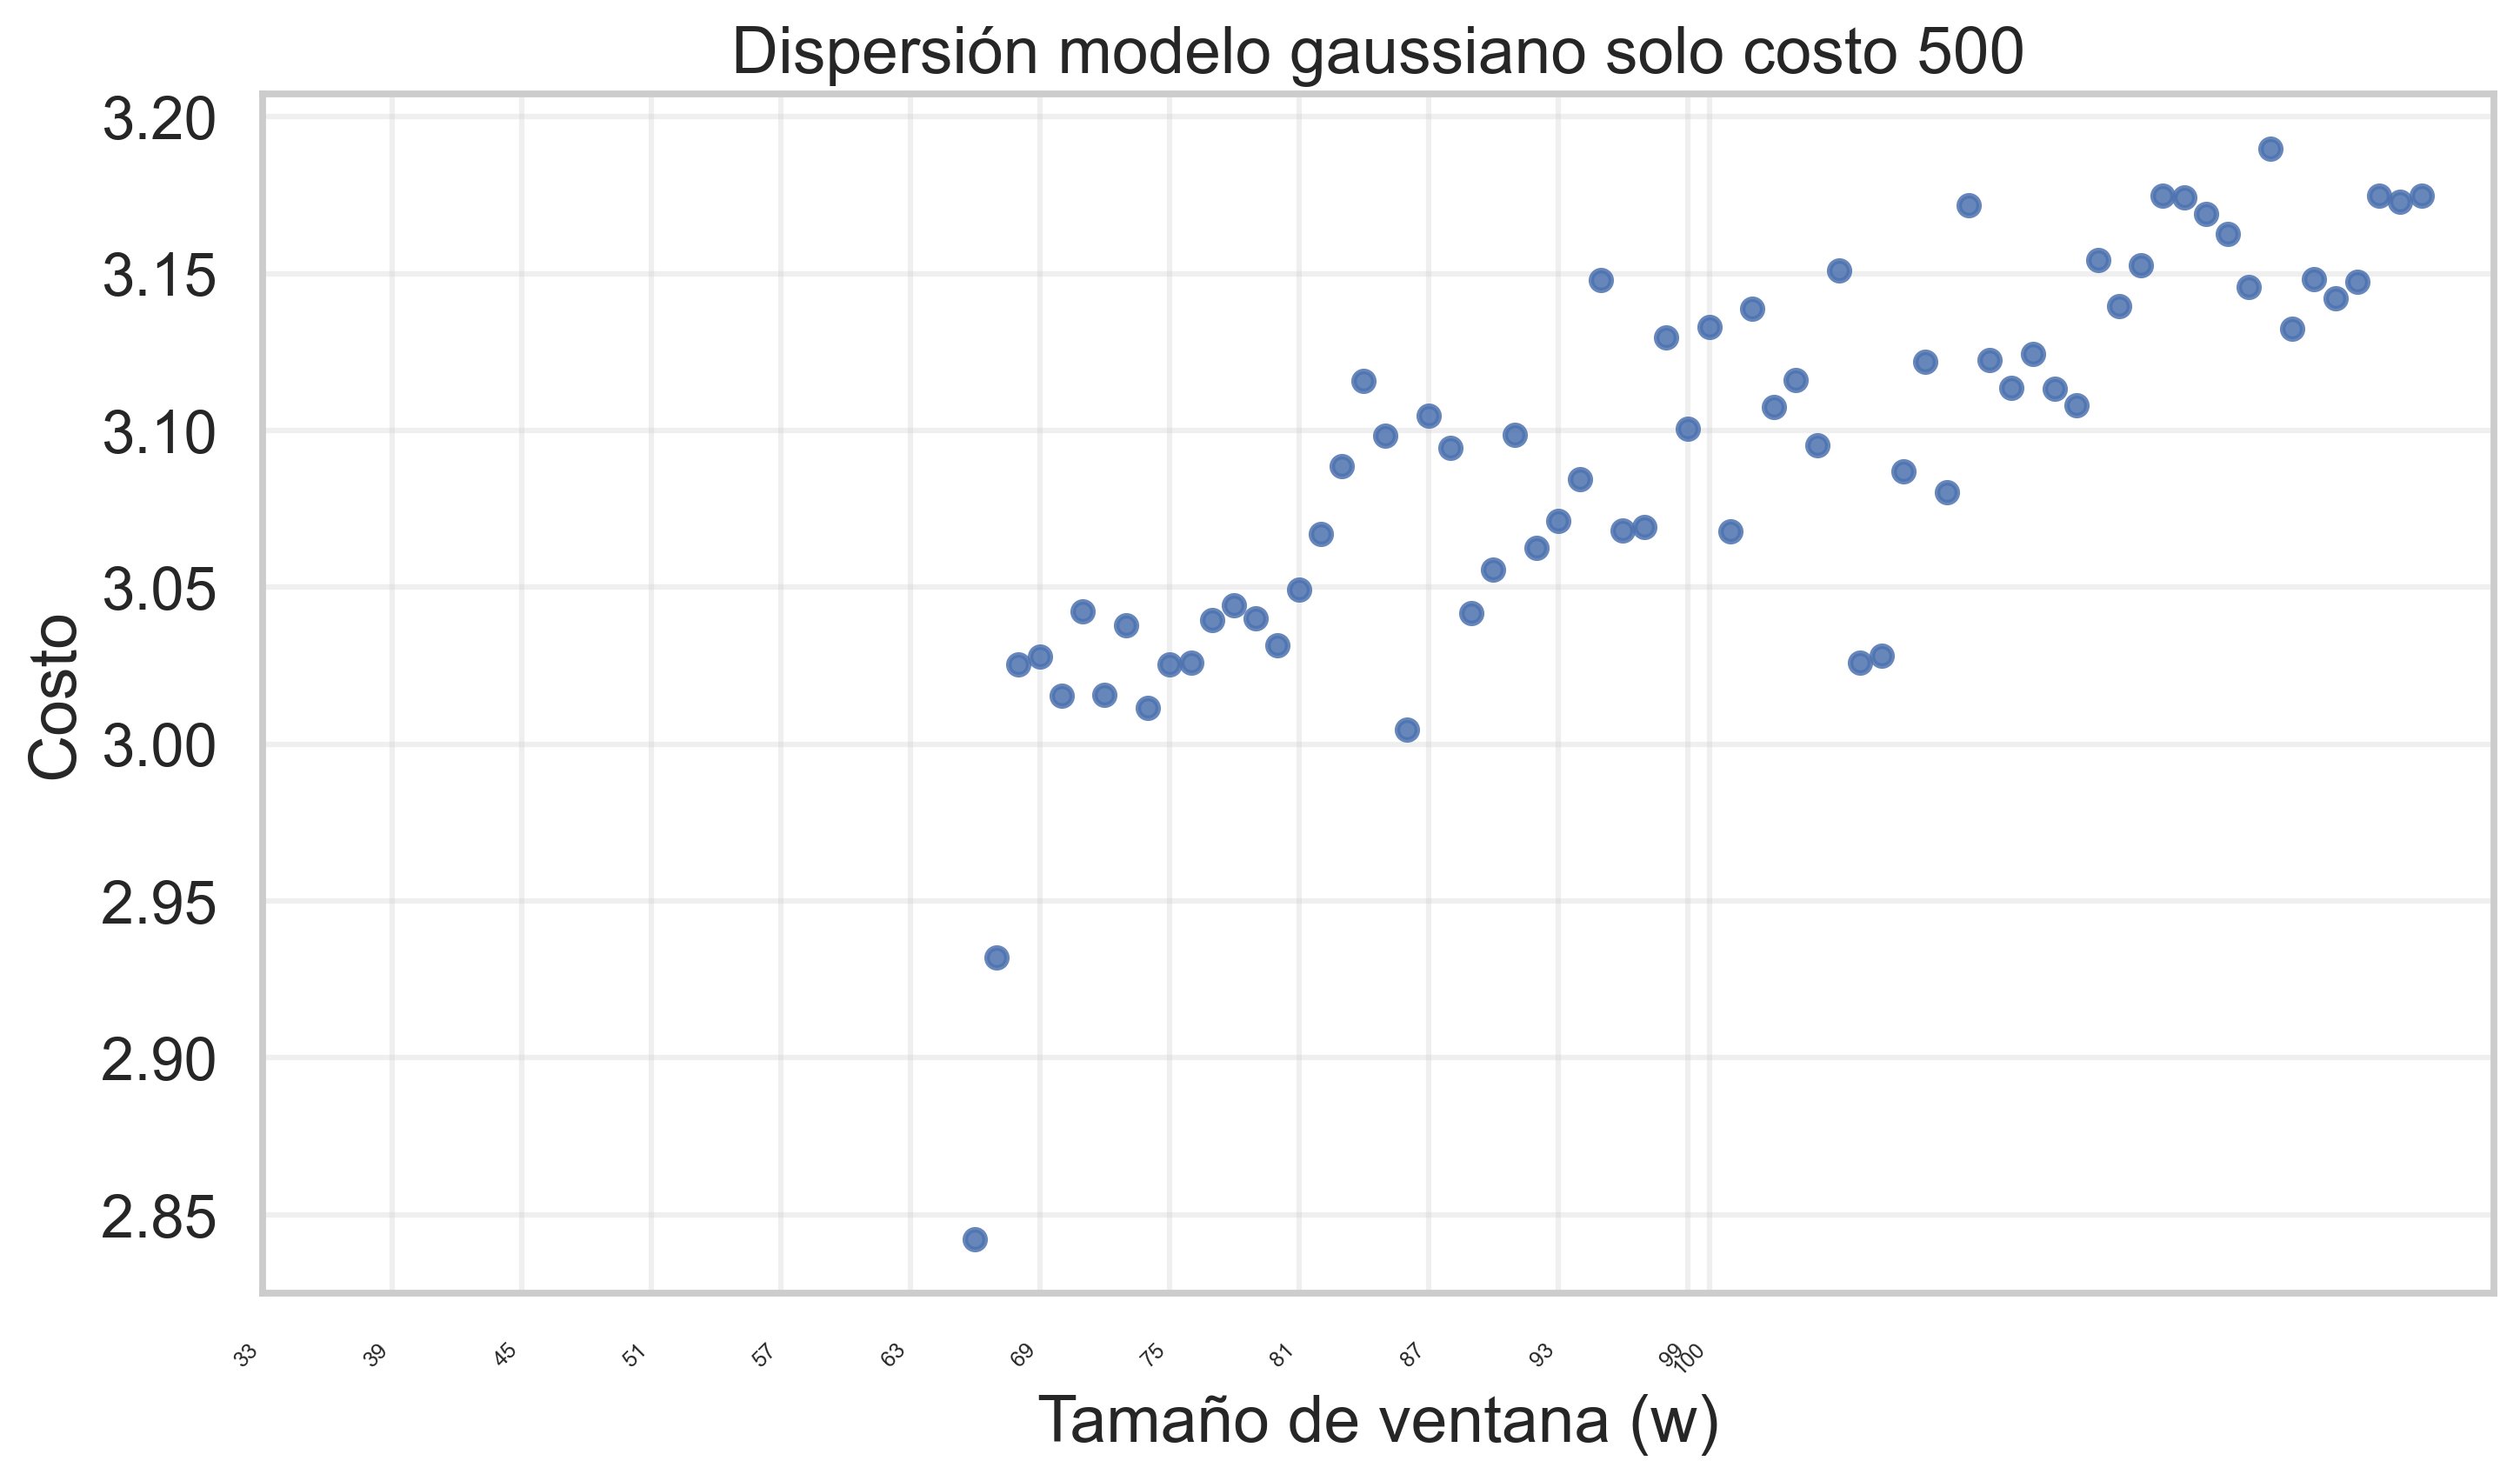 Dispersión modelo gaussiano solo costo 500
3.20
3.15
3.10
3.05
3.00
2.95
2.90
2.85
Costo
33 39 45 51 57 63 69 75 81 87 93 99 100
Tamaño de ventana (w)